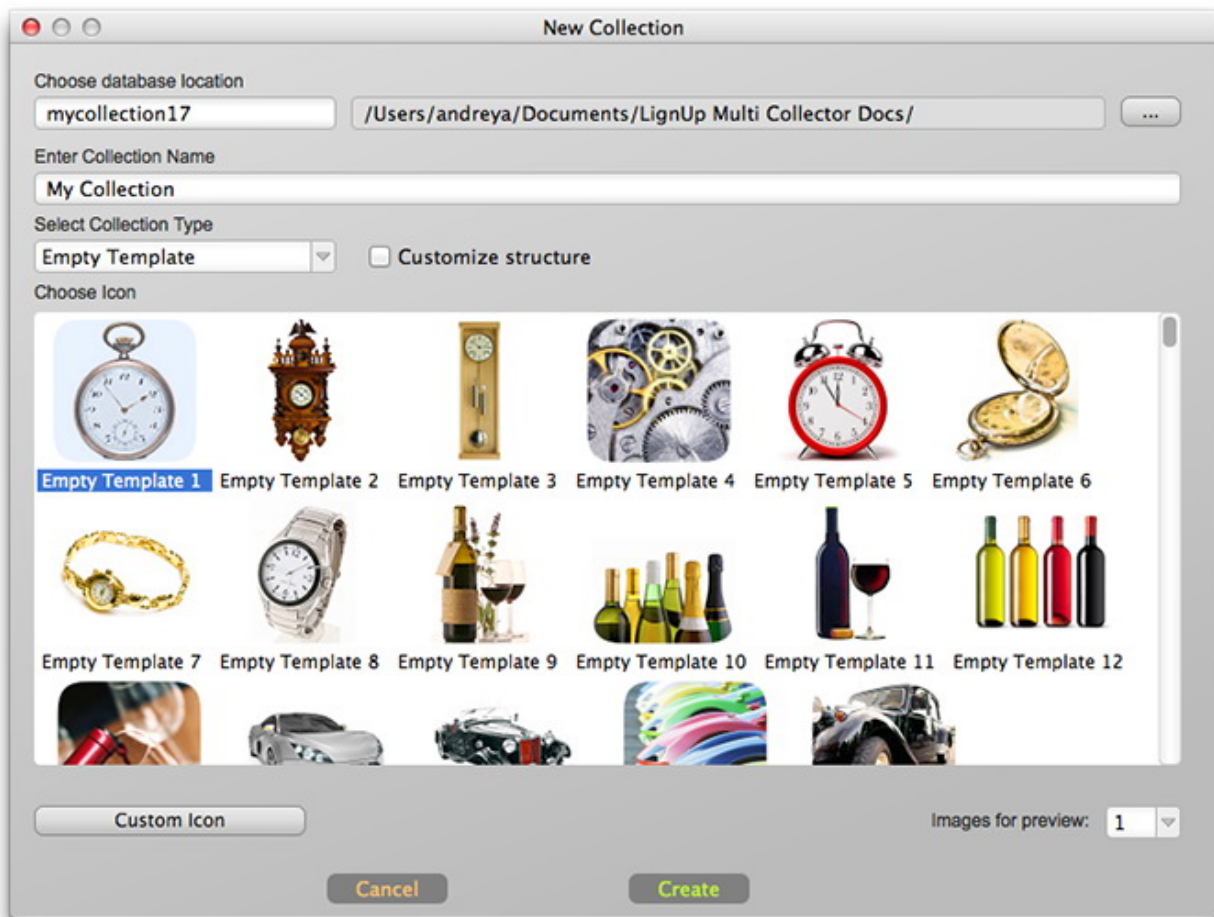 New Collection
Choose database location
mycollection17 /Users/andreya/Documents/LignUp Multi Collector Docs/ ...
Enter Collection Name
My Collection
Select Collection Type
Empty Template Customize structure
Choose Icon
Empty Template 1 Empty Template 2 Empty Template 3 Empty Template 4 Empty Template 5 Empty Template 6
Empty Template 7 Empty Template 8 Empty Template 9 Empty Template 10 Empty Template 11 Empty Template 12
Custom Icon Images for preview: 1
Cancel Create